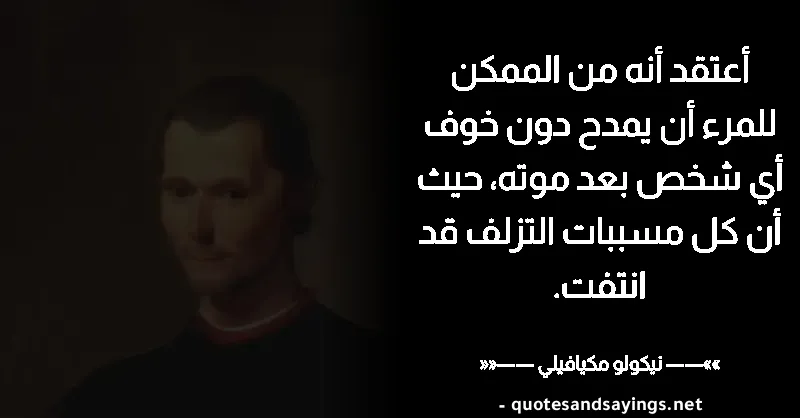 أعتقد أنه من الممكن
للمرء أن يمدح دون خوف
أي شخص بعد موته، حيث
أن كل مسببات التزلف قد
انتفت.
»»——– نيكولو مكيافيلي ——–««
- quotesandsayings.net